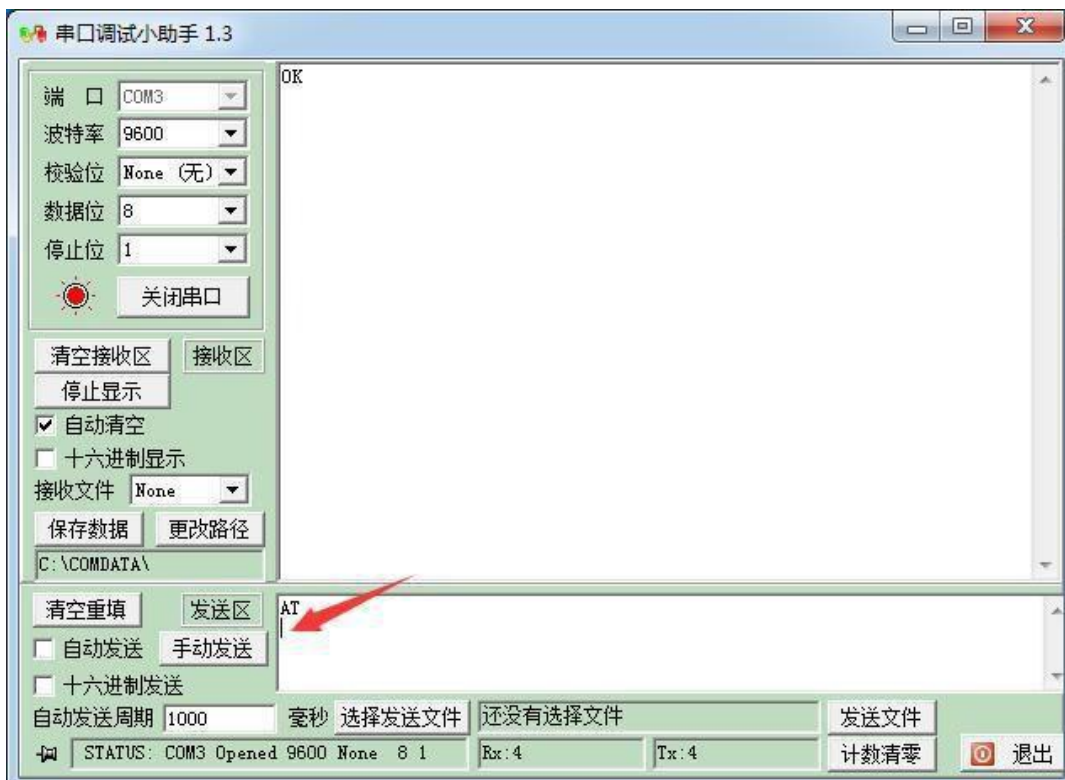 串口调试小助手 1.3
端 口 COM3
波特率 9600
校验位 None (无)
数据位 8
停止位 1
关闭串口
清空接收区 接收区
停止显示
自动清空
十六进制显示
接收文件 None
保存数据 更改路径
C:\COMDATA\
OK
清空重填 发送区
自动发送 手动发送
十六进制发送
AT
自动发送周期 1000 毫秒 选择发送文件 还没有选择文件 发送文件
STATUS: COM3 Opened 9600 None 8 1 Rx:4 Tx:4 计数清零 退出